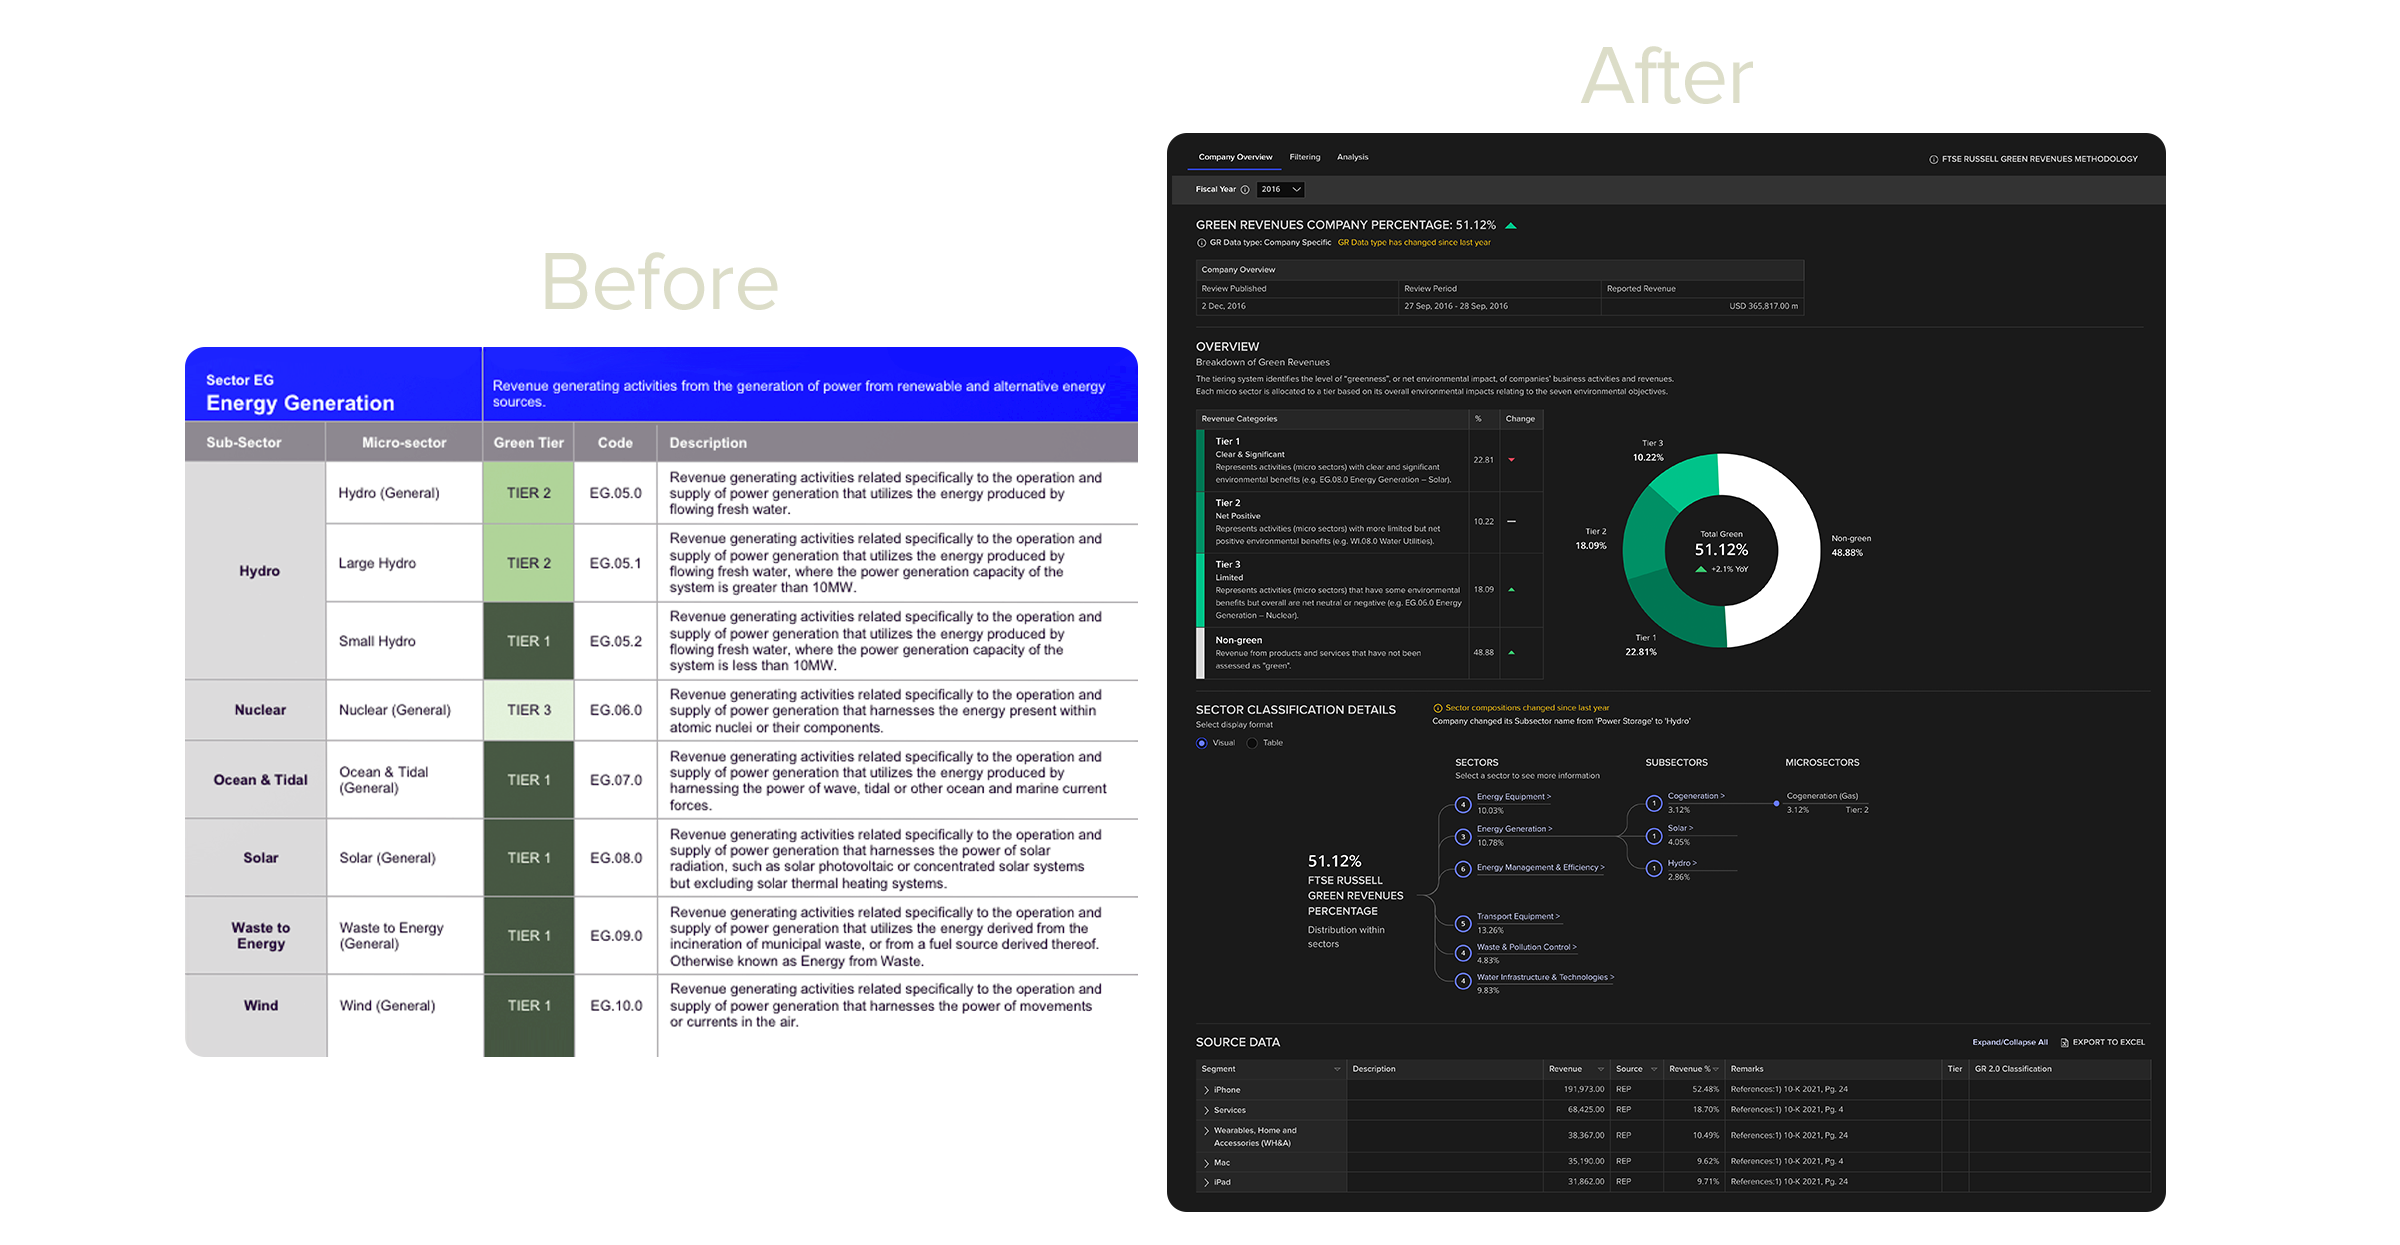 Before
Sector EG
Energy Generation
Revenue generating activities from the generation of power from renewable and alternative energy
sources.
Sub-Sector Micro-sector Green Tier Code Description
Hydro
Hydro (General) TIER 2 EG.05.0
Revenue generating activities related specifically to the operation and
supply of power generation that utilizes the energy produced by
flowing fresh water.
Large Hydro TIER 2 EG.05.1
Revenue generating activities related specifically to the operation and
supply of power generation that utilizes the energy produced by
flowing fresh water, where the power generation capacity of the
system is greater than 10MW.
Small Hydro TIER 1 EG.05.2
Revenue generating activities related specifically to the operation and
supply of power generation that utilizes the energy produced by
flowing fresh water, where the power generation capacity of the
system is less than 10MW.
Nuclear Nuclear (General) TIER 3 EG.06.0
Revenue generating activities related specifically to the operation and
supply of power generation that harnesses the energy present within
atomic nuclei or their components.
Ocean & Tidal
Ocean & Tidal
(General)
TIER 1 EG.07.0
Revenue generating activities related specifically to the operation and
supply of power generation that utilizes the energy produced by
harnessing the power of wave, tidal or other ocean and marine current
forces.
Solar Solar (General) TIER 1 EG.08.0
Revenue generating activities related specifically to the operation and
supply of power generation that harnesses the power of solar
radiation, such as solar photovoltaic or concentrated solar systems
but excluding solar thermal heating systems.
Waste to
Energy
Waste to Energy
(General)
TIER 1 EG.09.0
Revenue generating activities related specifically to the operation and
supply of power generation that utilizes the energy derived from the
incineration of municipal waste, or from a fuel source derived thereof.
Otherwise known as Energy from Waste.
Wind Wind (General) TIER 1 EG.10.0
Revenue generating activities related specifically to the operation and
supply of power generation that harnesses the power of movements
or currents in the air.
After
Company Overview Filtering Analysis
FTSE RUSSELL GREEN REVENUES METHODOLOGY
Fiscal Year 2016
GREEN REVENUES COMPANY PERCENTAGE: 51.12%
GR Data type: Company Specific GR Data type has changed since last year
Company Overview
Review Published Review Period Reported Revenue
2 Dec, 2016 27 Sep, 2016 - 28 Sep, 2016 USD 365,817.00 m
OVERVIEW
Breakdown of Green Revenues
The tiering system identifies the level of "greenness", or net environmental impact, of companies' business activities and revenues.
Each micro sector is allocated to a tier based on its overall environmental impacts relating to the seven environmental objectives.
Revenue Categories % Change
Tier 1
Clear & Significant
Represents activities (micro sectors) with clear and significant
environmental benefits (e.g. EG.08.0 Energy Generation – Solar).
22.81
Tier 2
Net Positive
Represents activities (micro sectors) with more limited but net
positive environmental benefits (e.g. WI.08.0 Water Utilities).
10.22 —
Tier 3
Limited
Represents activities (micro sectors) that have some environmental
benefits but overall are net neutral or negative (e.g. EG.06.0 Energy
Generation – Nuclear).
18.09
Non-green
Revenue from products and services that have not been
assessed as "green".
48.88
Tier 3
10.22%
Tier 2
18.09%
Tier 1
22.81%
Total Green
51.12%
+2.1% YoY
Non-green
48.88%
SECTOR CLASSIFICATION DETAILS
Select display format
Visual Table
Sector compositions changed since last year
Company changed its Subsector name from 'Power Storage' to 'Hydro'
51.12%
FTSE RUSSELL
GREEN REVENUES
PERCENTAGE
Distribution within
sectors
SECTORS
Select a sector to see more information
4 Energy Equipment >
10.03%
3 Energy Generation >
10.78%
6 Energy Management & Efficiency >
5 Transport Equipment >
13.26%
4 Waste & Pollution Control >
4.83%
4 Water Infrastructure & Technologies >
9.83%
SUBSECTORS
1 Cogeneration >
3.12%
1 Solar >
4.05%
1 Hydro >
2.86%
MICROSECTORS
Cogeneration (Gas)
3.12% Tier: 2
SOURCE DATA
Expand/Collapse All EXPORT TO EXCEL
Segment Description Revenue Source Revenue % Remarks Tier GR 2.0 Classification
iPhone 191,973.00 REP 52.48% References:1) 10-K 2021, Pg. 24
Services 68,425.00 REP 18.70% References:1) 10-K 2021, Pg. 4
Wearables, Home and
Accessories (WH&A)
38,367.00 REP 10.49% References:1) 10-K 2021, Pg. 24
Mac 35,190.00 REP 9.62% References:1) 10-K 2021, Pg. 4
iPad 31,862.00 REP 9.71% References:1) 10-K 2021, Pg. 24